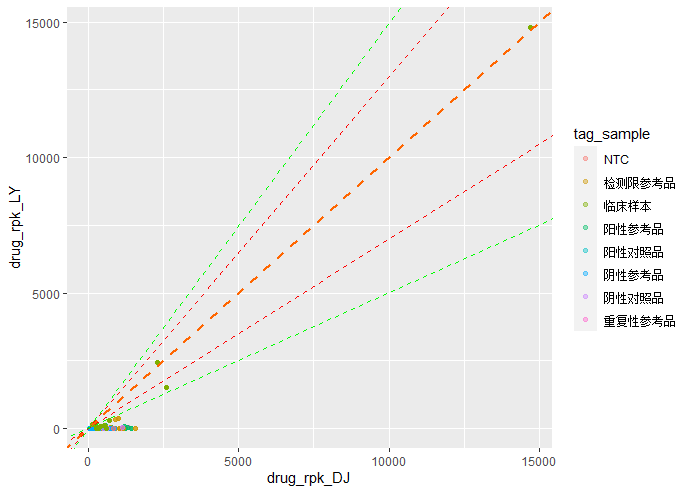 15000
10000
5000
0
drug_rpk_LY
0
5000
10000
15000
drug_rpk_DJ
tag_sample
NTC
检测限参考品
临床样本
阳性参考品
阳性对照品
阴性参考品
阴性对照品
重复性参考品